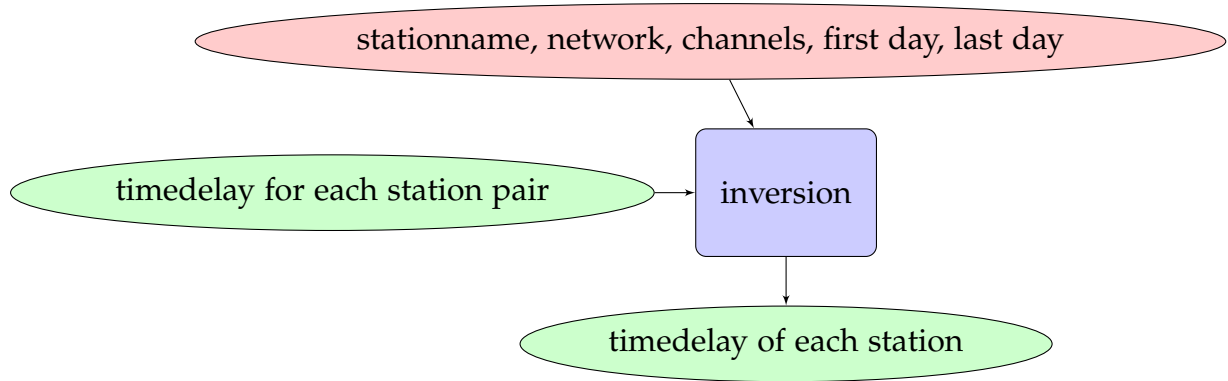 stationname, network, channels, first day, last day
timedelay for each station pair
inversion
timedelay of each station